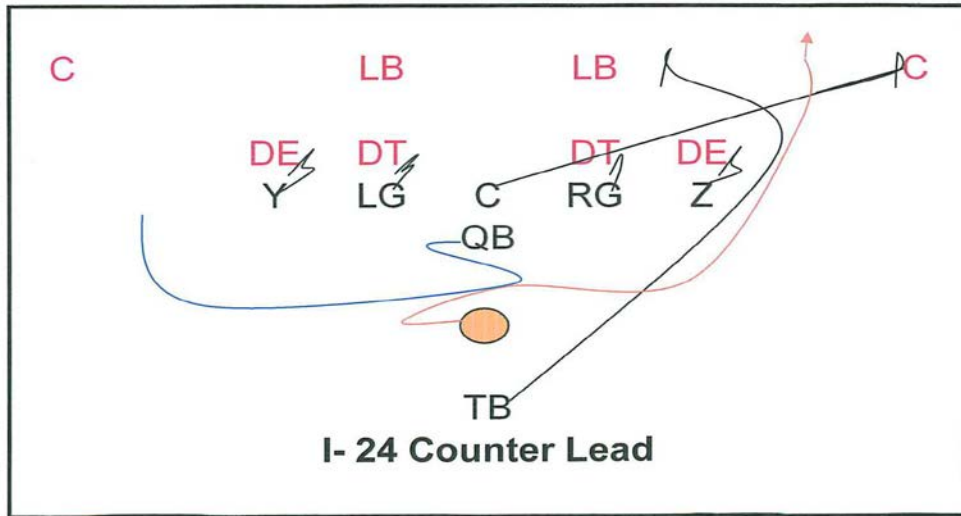 C LB LB C
DE DT DT DE
Y LG C RG Z
QB
TB
I- 24 Counter Lead